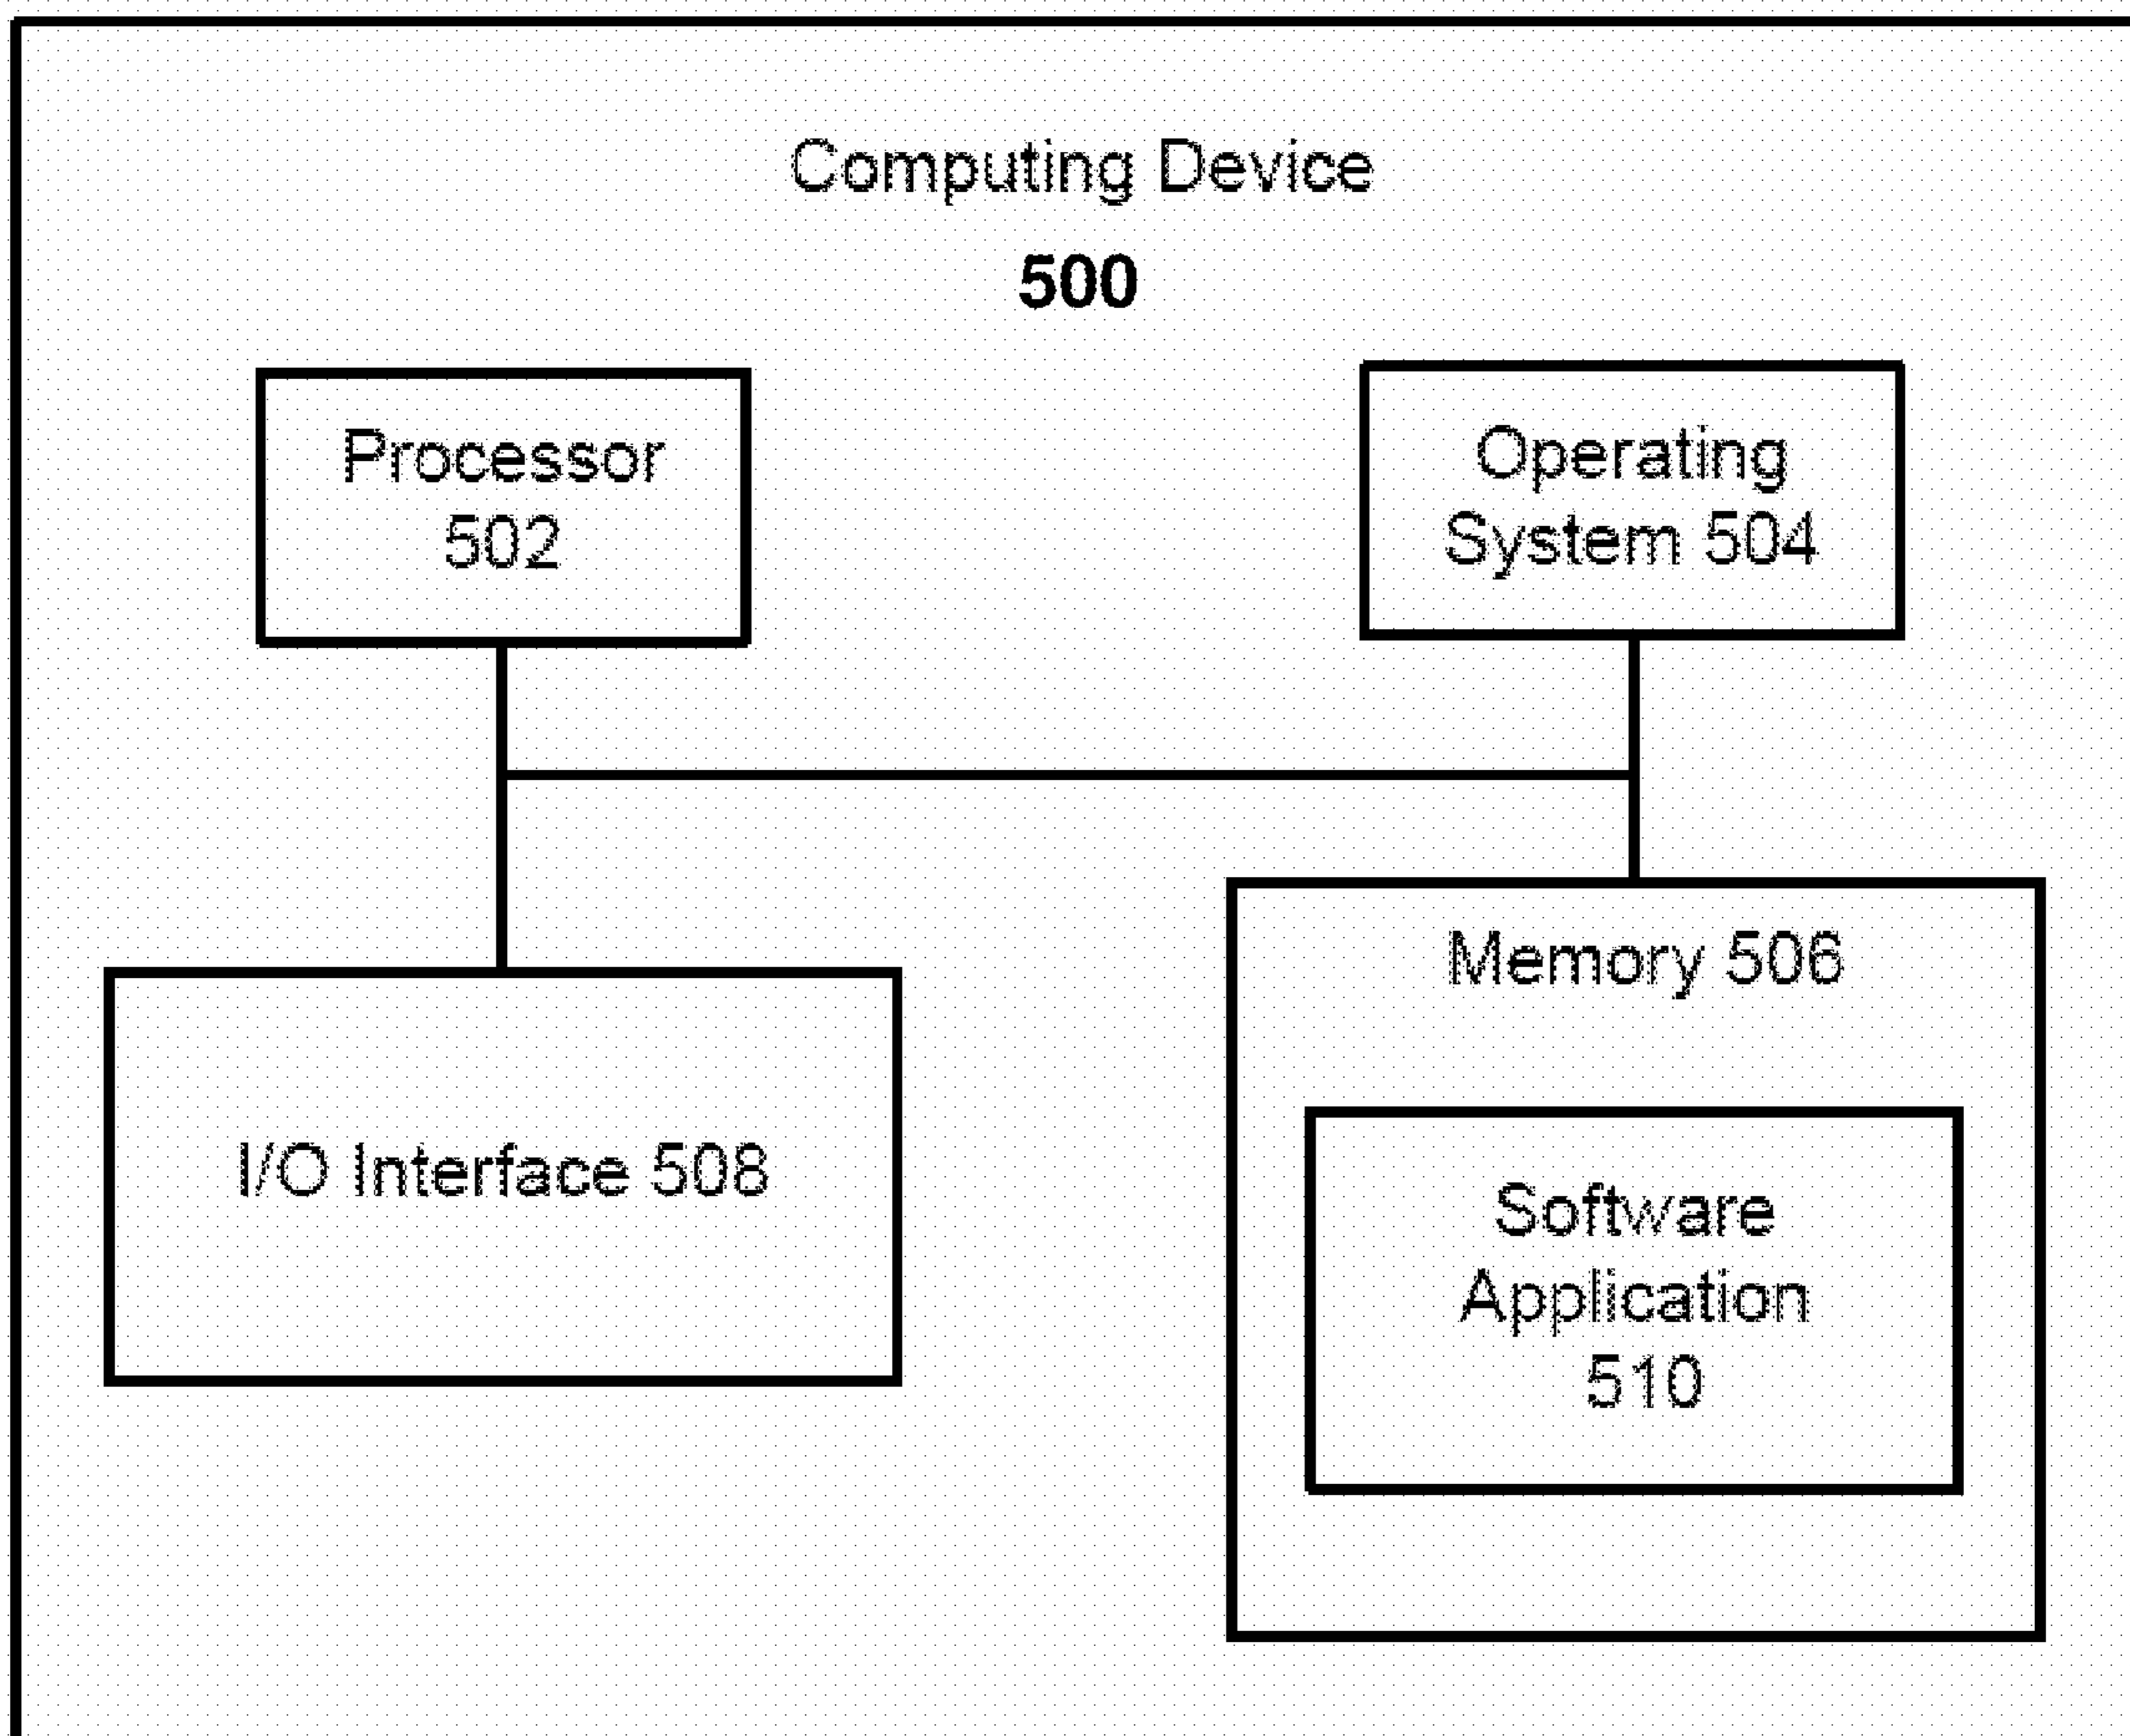 Computing Device
500
Processor
502
Operating
System 504
I/O Interface 508
Memory 506
Software
Application
510